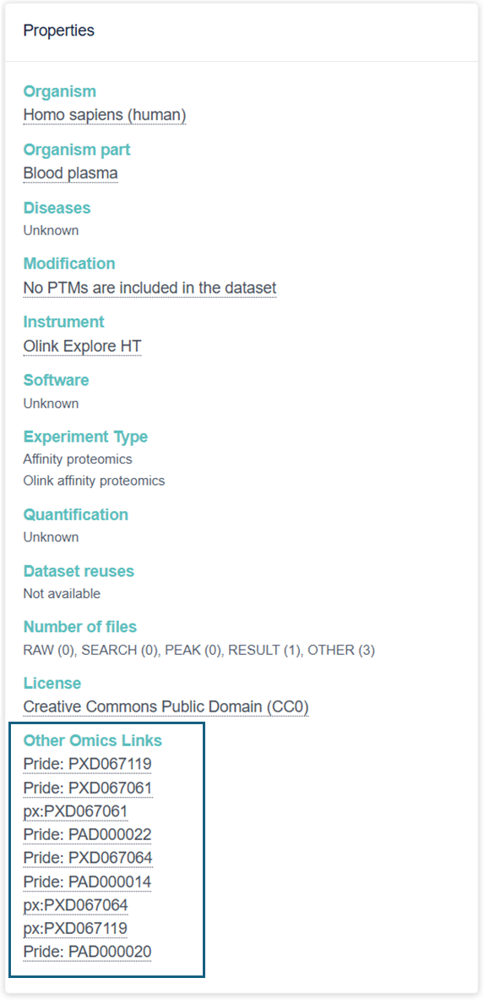 Properties
Organism
Homo sapiens (human)
Organism part
Blood plasma
Diseases
Unknown
Modification
No PTMs are included in the dataset
Instrument
Olink Explore HT
Software
Unknown
Experiment Type
Affinity proteomics
Olink affinity proteomics
Quantification
Unknown
Dataset reuses
Not available
Number of files
RAW (0), SEARCH (0), PEAK (0), RESULT (1), OTHER (3)
License
Creative Commons Public Domain (CC0)
Other Omics Links
Pride: PXD067119
Pride: PXD067061
px:PXD067061
Pride: PAD000022
Pride: PXD067064
Pride: PAD000014
px:PXD067064
px:PXD067119
Pride: PAD000020